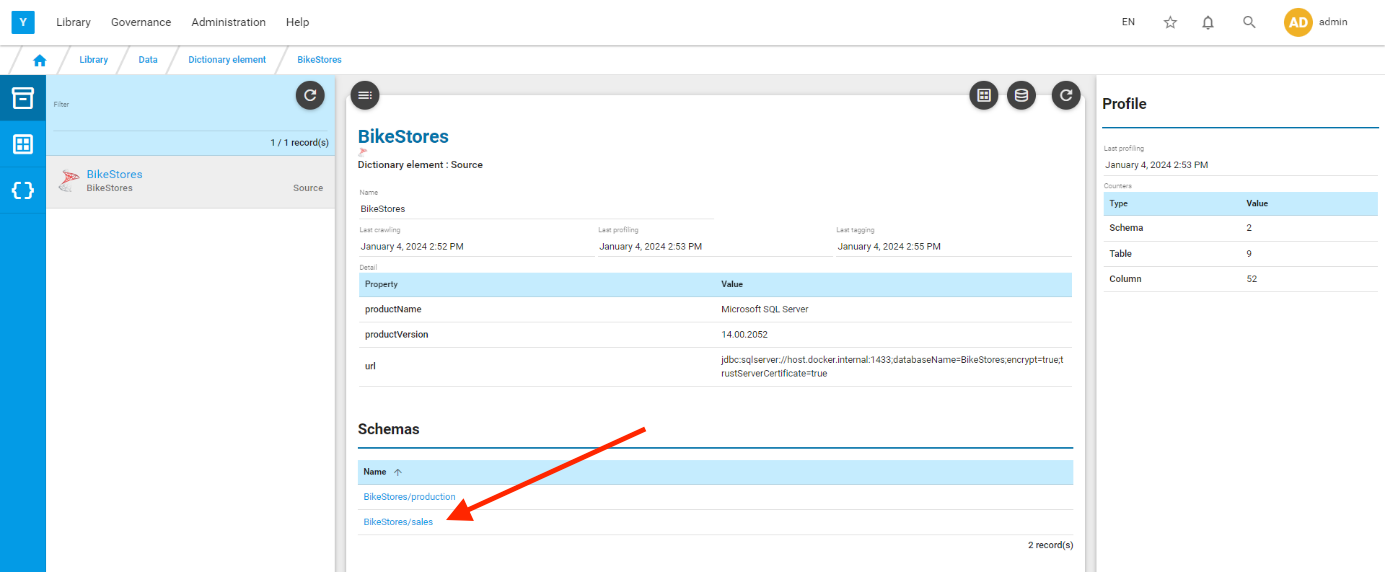 Y Library Governance Administration Help EN AD admin
Library Data Dictionary element BikeStores
Filter
1 / 1 record(s)
BikeStores
BikeStores Source
BikeStores
Dictionary element : Source
Name
BikeStores
Last crawling Last profiling Last tagging
January 4, 2024 2:52 PM January 4, 2024 2:53 PM January 4, 2024 2:55 PM
Detail
Property Value
productName Microsoft SQL Server
productVersion 14.00.2052
url jdbc:sqlserver://host.docker.internal:1433;databaseName=BikeStores;encrypt=true;t
rustServerCertificate=true
Schemas
Name
BikeStores/production
BikeStores/sales
2 record(s)
Profile
Last profiling
January 4, 2024 2:53 PM
Counters
Type Value
Schema 2
Table 9
Column 52